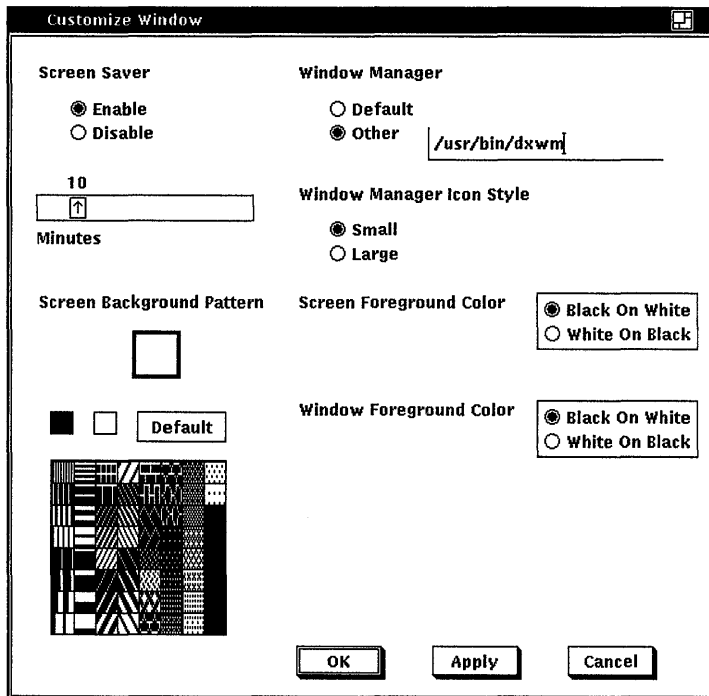 Customize Window
Screen Saver
Enable
Disable
10
Minutes
Window Manager
Default
Other
/usr/bin/dxwm
Window Manager Icon Style
Small
Large
Screen Background Pattern
Default
Screen Foreground Color
Black On White
White On Black
Window Foreground Color
Black On White
White On Black
OK
Apply
Cancel